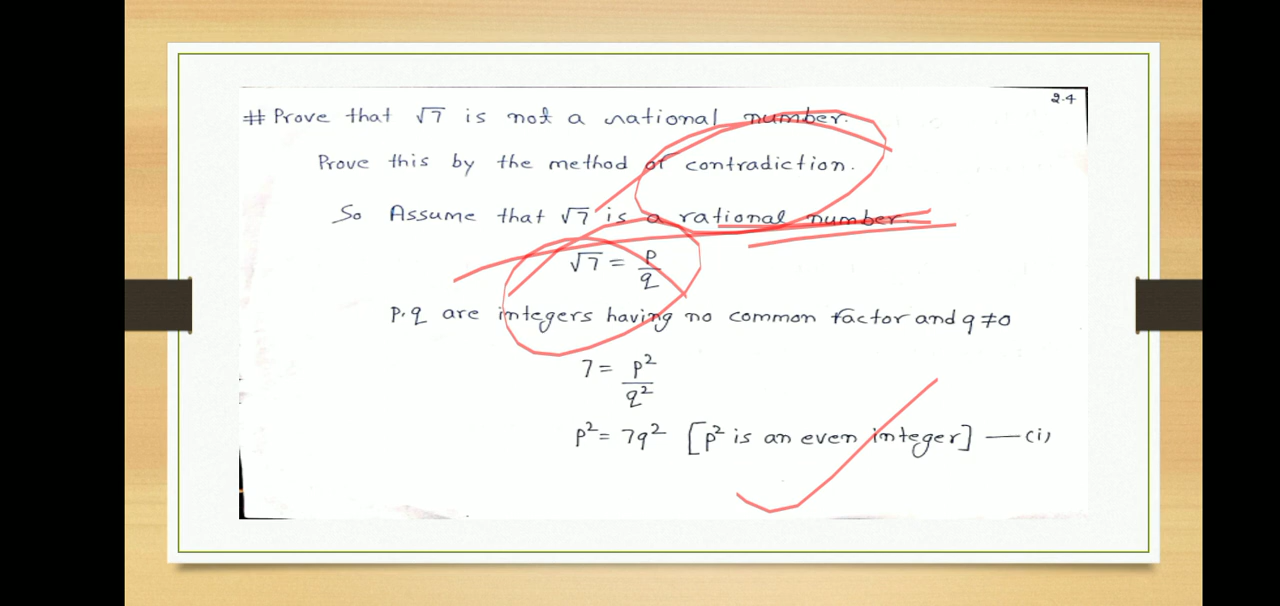 2.4
# Prove that √7 is not a rational number.
Prove this by the method of contradiction.
So Assume that √7 is a rational number.
√7 = p/q
p, q are integers having no common factor and q ≠ 0
7 = p²/q²
p² = 7q² [p² is an even integer] — (i)